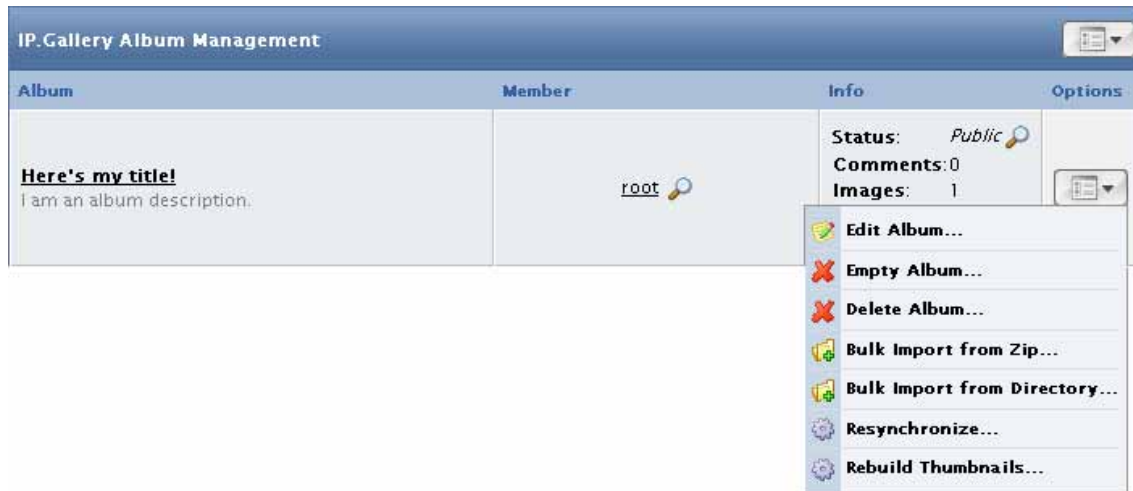 IP.Gallery Album Management
Album Member Info Options
Here's my title!
I am an album description.
root
Status: Public
Comments:0
Images: 1
Edit Album...
Empty Album...
Delete Album...
Bulk Import from Zip...
Bulk Import from Directory...
Resynchronize...
Rebuild Thumbnails...